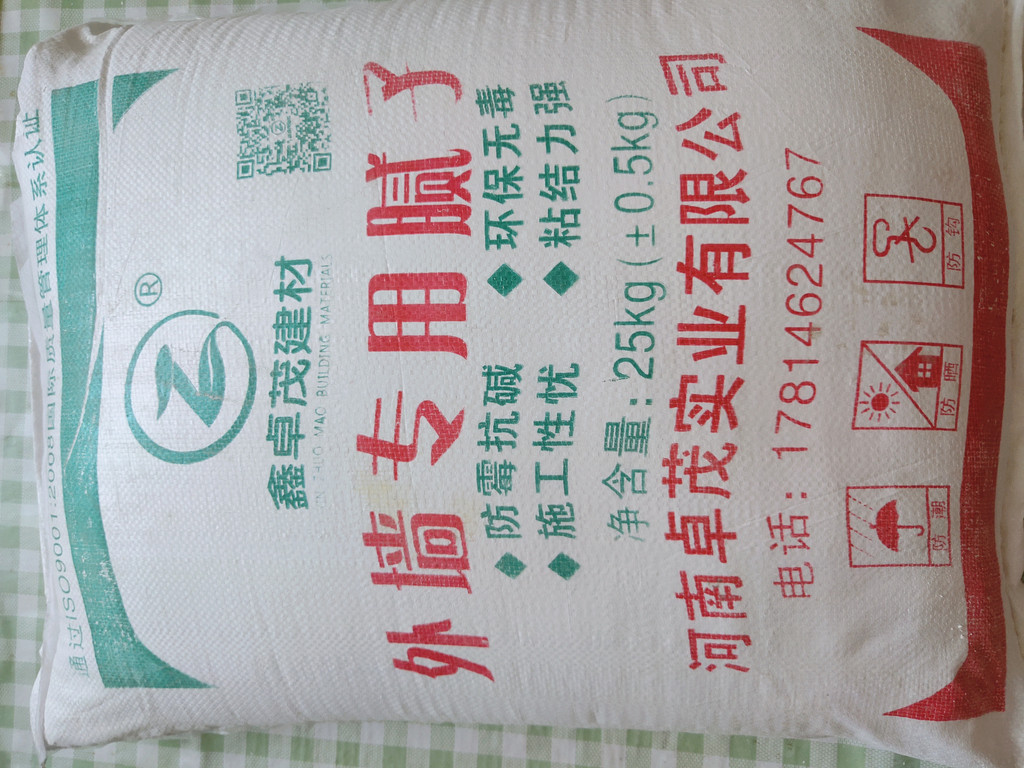 通过ISO9001:2008国际质量管理体系认证
®
鑫卓茂建材
XIN ZHUO MAO BUILDING MATERIALS
外墙专用腻子
◆防霉抗碱 ◆环保无毒
◆施工性忧 ◆粘结力强
净含量:25kg(±0.5kg)
河南卓茂实业有限公司
电话:17814624767
防潮 防晒 防钩